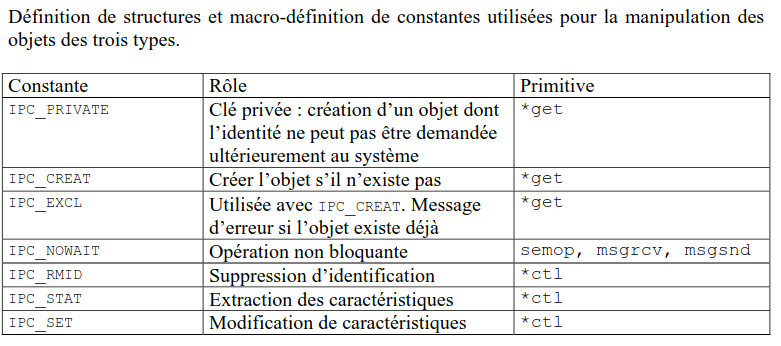 Définition de structures et macro-définition de constantes utilisées pour la manipulation des
objets des trois types.
Constante Rôle Primitive
IPC_PRIVATE Clé privée : création d’un objet dont *get
l’identité ne peut pas être demandée
ultérieurement au système
IPC_CREAT Créer l’objet s’il n’existe pas *get
IPC_EXCL Utilisée avec IPC_CREAT. Message *get
d’erreur si l’objet existe déjà
IPC_NOWAIT Opération non bloquante semop, msgrcv, msgsnd
IPC_RMID Suppression d’identification *ctl
IPC_STAT Extraction des caractéristiques *ctl
IPC_SET Modification de caractéristiques *ctl